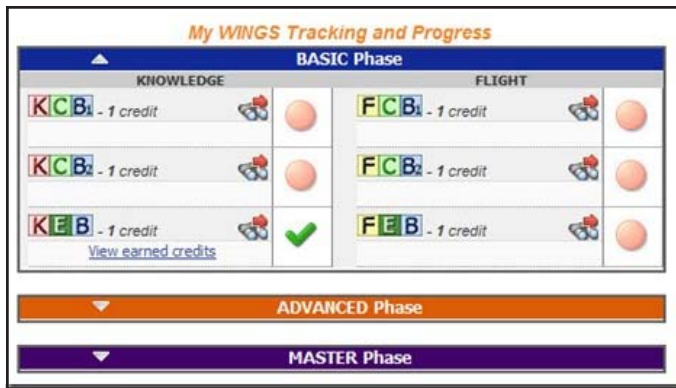 My WINGS Tracking and Progress
BASIC Phase
KNOWLEDGE FLIGHT
KCB1 - 1 credit FCB1 - 1 credit
KCB2 - 1 credit FCB2 - 1 credit
KEB - 1 credit FEB - 1 credit
View earned credits
ADVANCED Phase
MASTER Phase